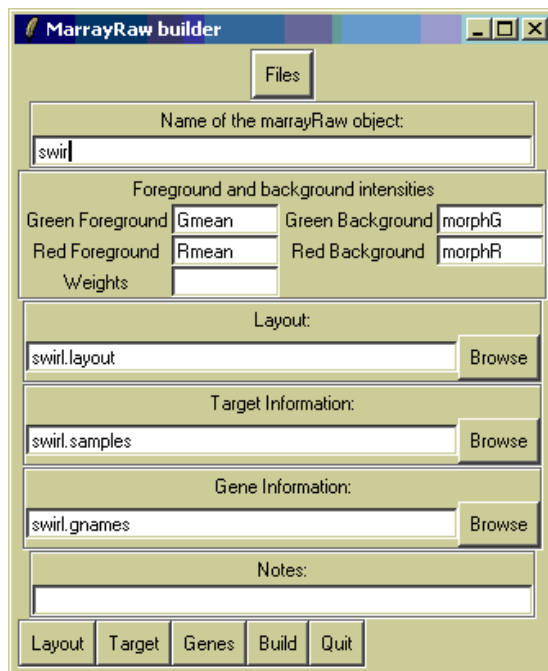 MarrayRaw builder
Files
Name of the marrayRaw object:
swir
Foreground and background intensities
Green Foreground Gmean Green Background morphG
Red Foreground Rmean Red Background morphR
Weights
Layout:
swirl.layout Browse
Target Information:
swirl.samples Browse
Gene Information:
swirl.gnames Browse
Notes:
Layout Target Genes Build Quit